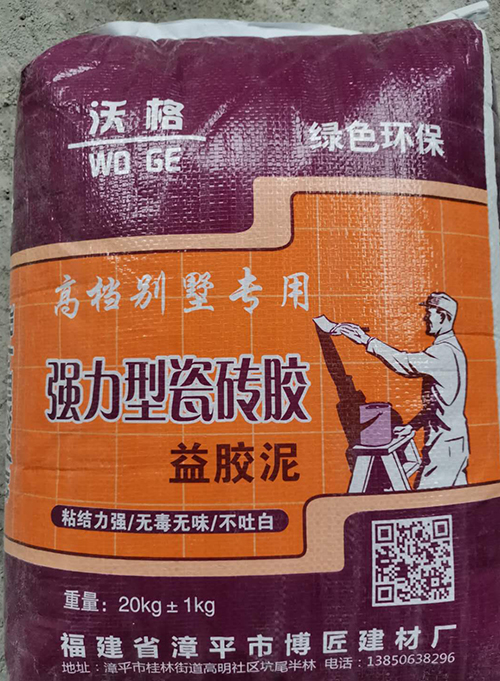 沃格
WO GE
绿色环保
高档别墅专用
强力型瓷砖胶
益胶泥
粘结力强/无毒无味/不吐白
重量：20kg±1kg
福建省漳平市博匠建材厂
地址：漳平市桂林街道高明社区坑尾半林 电话：13850638296